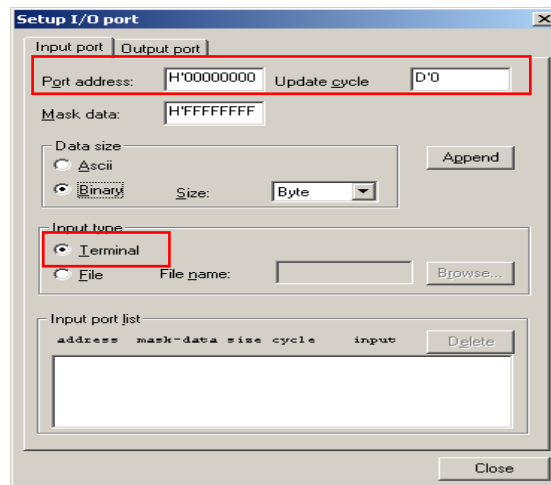 Setup I/O port
Input port Output port
Port address: H'00000000 Update cycle D'0
Mask data: H'FFFFFFFF
Data size
Ascii
Binary Size: Byte
Append
Input type
Terminal
File File name: Browse...
Input port list
address mask-data size cycle input Delete
Close